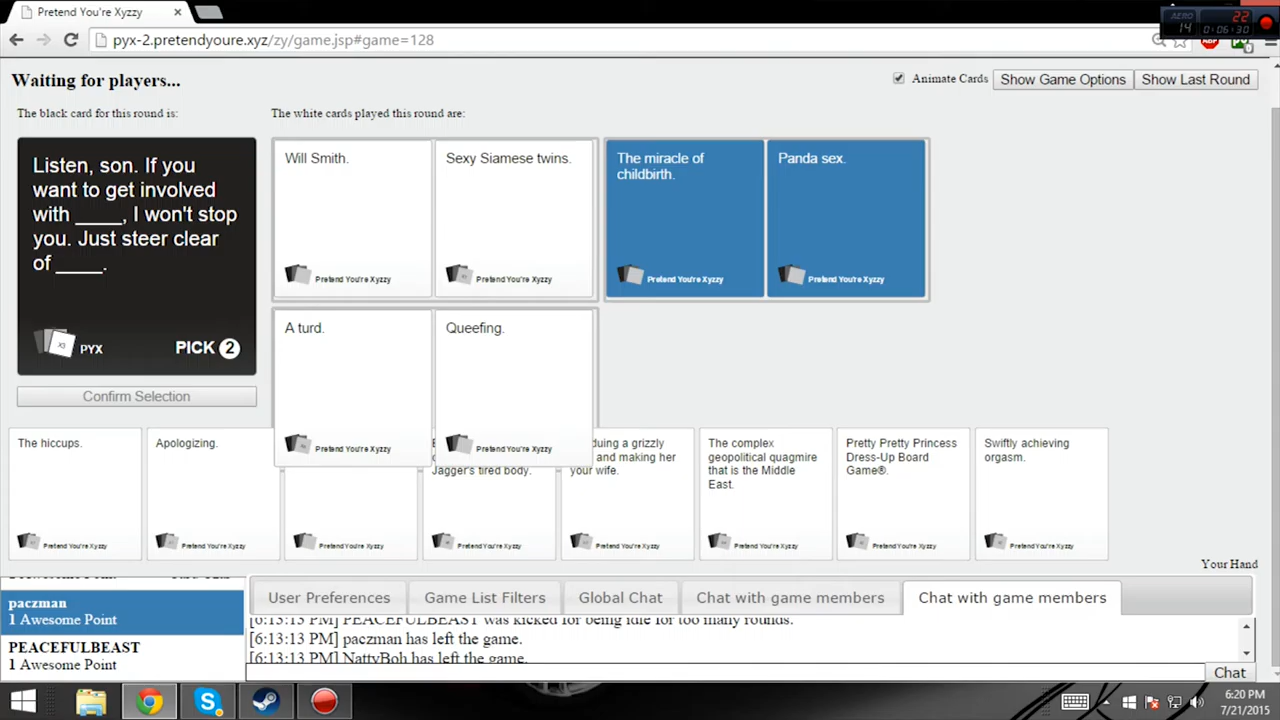 Pretend You're Xyzzy
pyx-2.pretendyoure.xyz/zy/game.jsp#game=128
AERO
14
22
0:06:30
Waiting for players...
Animate Cards
Show Game Options
Show Last Round
The black card for this round is:
The white cards played this round are:
Listen, son. If you
want to get involved
with ____, I won't stop
you. Just steer clear
of ____.
PYX
PICK 2
Will Smith.
Pretend You're Xyzzy
Sexy Siamese twins.
Pretend You're Xyzzy
The miracle of
childbirth.
Pretend You're Xyzzy
Panda sex.
Pretend You're Xyzzy
A turd.
Pretend You're Xyzzy
Queefing.
Pretend You're Xyzzy
Confirm Selection
The hiccups.
Pretend You're Xyzzy
Apologizing.
Pretend You're Xyzzy
Pretend You're Xyzzy
Jagger's tired body.
Pretend You're Xyzzy
a grizzly
and making her
your wife.
Pretend You're Xyzzy
The complex
geopolitical quagmire
that is the Middle
East.
Pretend You're Xyzzy
Pretty Pretty Princess
Dress-Up Board
Game®.
Pretend You're Xyzzy
Swiftly achieving
orgasm.
Pretend You're Xyzzy
Your Hand
paczman
1 Awesome Point
PEACEFULBEAST
1 Awesome Point
User Preferences
Game List Filters
Global Chat
Chat with game members
Chat with game members
[6:13:13 PM] PEACEFULBEAST was kicked for being idle for too many rounds.
[6:13:13 PM] paczman has left the game.
[6:13:13 PM] NattyBoh has left the game.
Chat
6:20 PM
7/21/2015